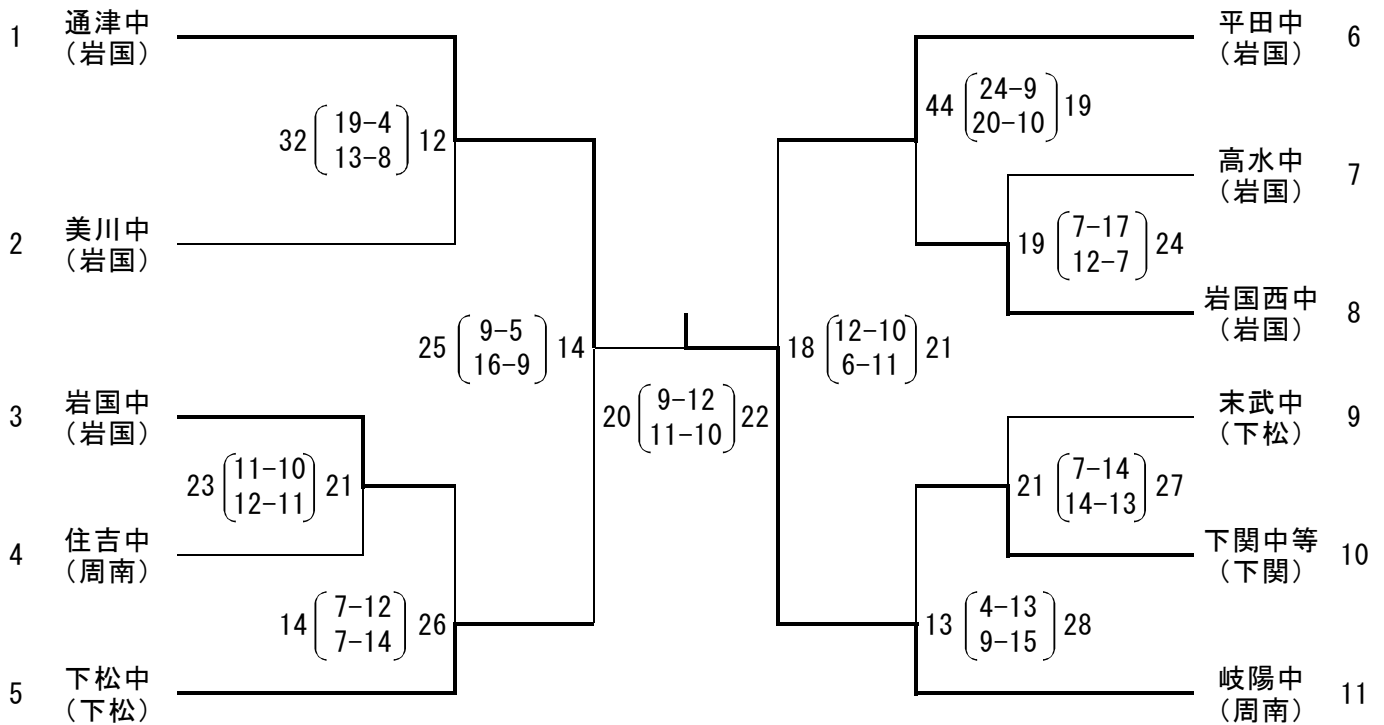 1 通津中
(岩国)
32 19-4 12
13-8
2 美川中
(岩国)
25 9-5 14
16-9
3 岩国中
(岩国)
23 11-10 21
12-11
4 住吉中
(周南)
14 7-12 26
7-14
5 下松中
(下松)
20 9-12 22
11-10
平田中 6
(岩国)
44 24-9 19
20-10
高水中 7
(岩国)
19 7-17 24
12-7
岩国西中 8
(岩国)
18 12-10 21
6-11
末武中 9
(下松)
21 7-14 27
14-13
下関中等 10
(下関)
13 4-13 28
9-15
岐陽中 11
(周南)